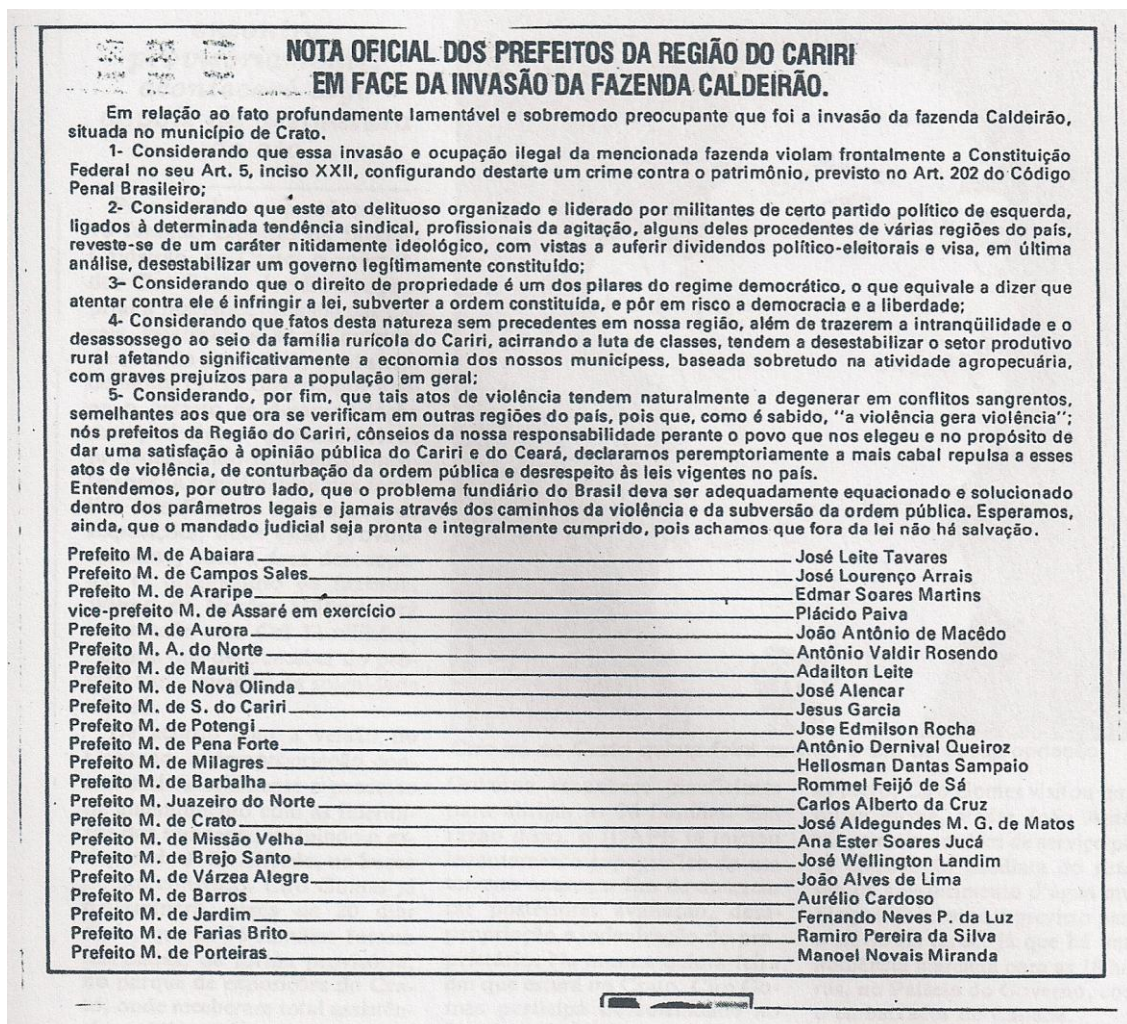 NOTA OFICIAL DOS PREFEITOS DA REGIÃO DO CARIRI
EM FACE DA INVASÃO DA FAZENDA CALDEIRÃO.
Em relação ao fato profundamente lamentável e sobremodo preocupante que foi a invasão da fazenda Caldeirão,
situada no município de Crato.
1- Considerando que essa invasão e ocupação ilegal da mencionada fazenda violam frontalmente a Constituição
Federal no seu Art. 5, inciso XXII, configurando destarte um crime contra o patrimônio, previsto no Art. 202 do Código
Penal Brasileiro;
2- Considerando que este ato delituoso organizado e liderado por militantes de certo partido político de esquerda,
ligados à determinada tendência sindical, profissionais da agitação, alguns deles procedentes de várias regiões do país,
reveste-se de um caráter nitidamente ideológico, com vistas a auferir dividendos político-eleitorais e visa, em última
análise, desestabilizar um governo legítimamente constituído;
3- Considerando que o direito de propriedade é um dos pilares do regime democrático, o que equivale a dizer que
atentar contra ele é infringir a lei, subverter a ordem constituida, e pôr em risco a democracia e a liberdade;
4- Considerando que fatos desta natureza sem precedentes em nossa região, além de trazerem a intranqüilidade e o
desassossego ao seio da família rurícola do Cariri, acirrando a luta de classes, tendem a desestabilizar o setor produtivo
rural afetando significativamente a economia dos nossos municípess, baseada sobretudo na atividade agropecuária,
com graves prejuízos para a população em geral;
5- Considerando, por fim, que tais atos de violência tendem naturalmente a degenerar em conflitos sangrentos,
semelhantes aos que ora se verificam em outras regiões do país, pois que, como é sabido, "a violência gera violência";
nós prefeitos da Região do Cariri, cônseios da nossa responsabilidade perante o povo que nos elegeu e no propósito de
dar uma satisfação à opinião pública do Cariri e do Ceará, declaramos peremptoriamente a mais cabal repulsa a esses
atos de violência, de conturbação da ordem pública e desrespeito às leis vigentes no país.
Entendemos, por outro lado, que o problema fundiário do Brasil deva ser adequadamente equacionado e solucionado
dentro dos parâmetros legais e jamais através dos caminhos da violência e da subversão da ordem pública. Esperamos,
ainda, que o mandado judicial seja pronta e integralmente cumprido, pois achamos que fora da lei não há salvação.
Prefeito M. de Abaiara José Leite Tavares
Prefeito M. de Campos Sales José Lourenço Arrais
Prefeito M. de Araripe Edmar Soares Martins
vice-prefeito M. de Assaré em exercício Plácido Paiva
Prefeito M. de Aurora João Antônio de Macêdo
Prefeito M. A. do Norte Antônio Valdir Rosendo
Prefeito M. de Mauriti Adailton Leite
Prefeito M. de Nova Olinda José Alencar
Prefeito M. de S. do Cariri Jesus Garcia
Prefeito M. de Potengi Jose Edmilson Rocha
Prefeito M. de Pena Forte Antônio Dernival Queiroz
Prefeito M. de Milagres Hellosman Dantas Sampaio
Prefeito M. de Barbalha Rommel Feijó de Sá
Prefeito M. Juazeiro do Norte Carlos Alberto da Cruz
Prefeito M. de Crato José Aldegundes M. G. de Matos
Prefeito M. de Missão Velha Ana Ester Soares Jucá
Prefeito M. de Brejo Santo José Wellington Landim
Prefeito M. de Várzea Alegre João Alves de Lima
Prefeito M. de Barros Aurélio Cardoso
Prefeito M. de Jardim Fernando Neves P. da Luz
Prefeito M. de Farias Brito Ramiro Pereira da Silva
Prefeito M. de Porteiras Manoel Novais Miranda